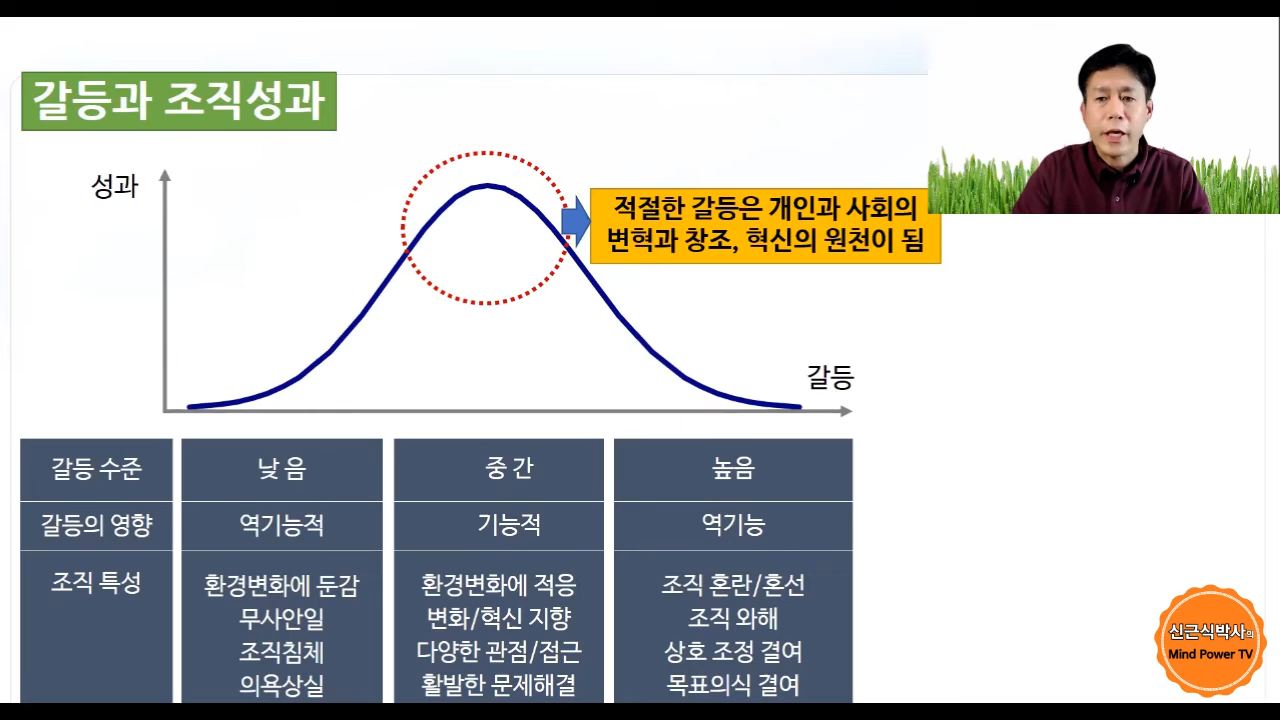 갈등과 조직성과
성과
적절한 갈등은 개인과 사회의
변혁과 창조, 혁신의 원천이 됨
갈등
갈등 수준 낮 음 중 간 높음
갈등의 영향 역기능적 기능적 역기능
조직 특성 환경변화에 둔감 환경변화에 적응 조직 혼란/혼선
무사안일 변화/혁신 지향 조직 와해
조직침체 다양한 관점/접근 상호 조정 결여
의욕상실 활발한 문제해결 목표의식 결여
신근식박사의
Mind Power TV